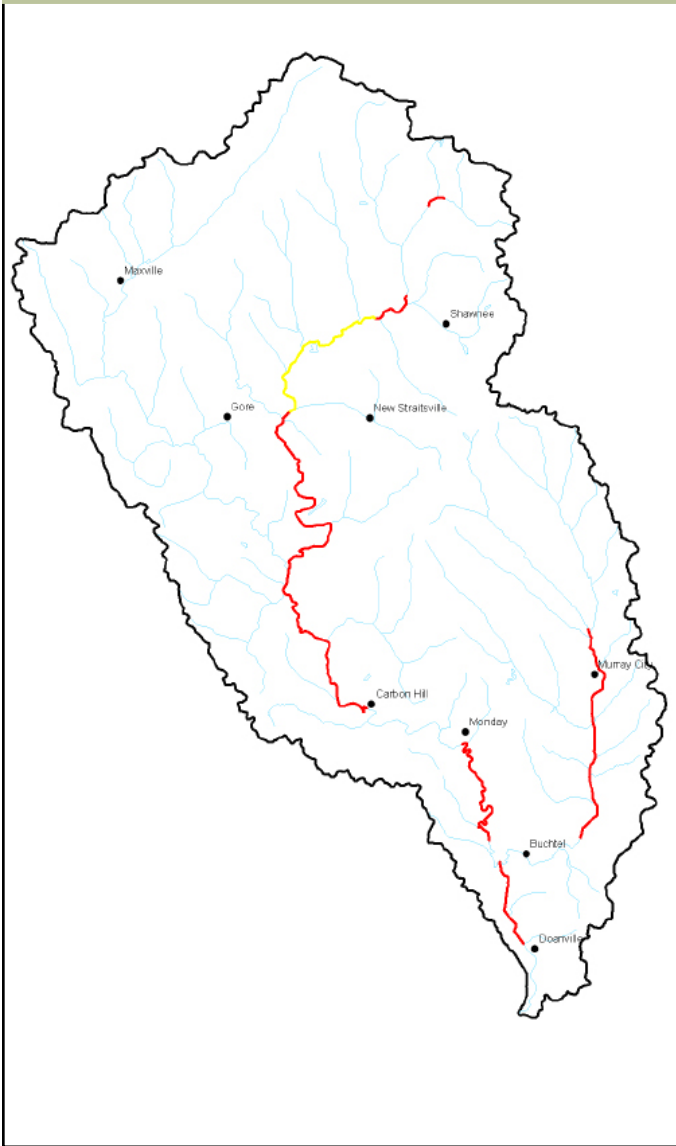 Maxville
Shawnee
Gore
New Straitsville
Murray City
Carbon Hill
Monday
Buchtel
Doanville